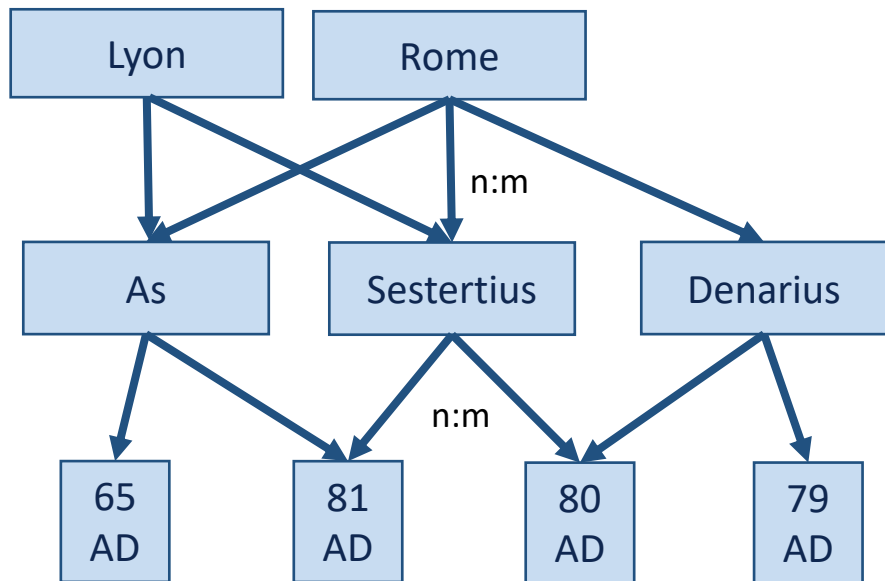 Lyon
Rome
n:m
As
Sestertius
Denarius
n:m
65
AD
81
AD
80
AD
79
AD